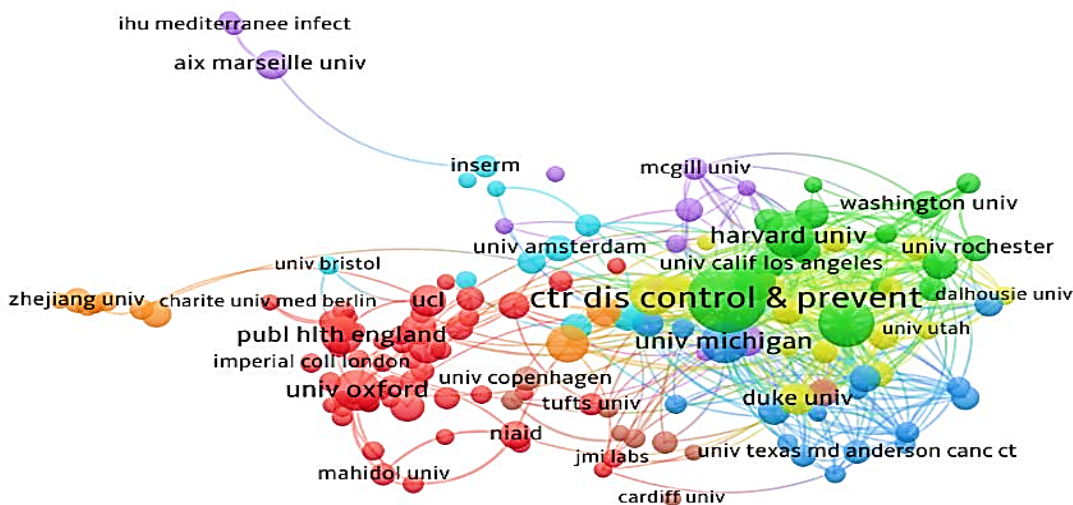 ihu mediterranee infect
aix marseille univ
inserm
mcgill univ
washington univ
harvard univ
univ amsterdam
univ rochester
univ bristol
univ calif los angeles
zhejiang univ
charite univ med berlin
ucl
ctr dis control & prevent
dalhousie univ
publ hlth england
univ michigan
univ utah
imperial coll london
univ copenhagen
univ oxford
tufts univ
duke univ
niaid
jmi labs
univ texas md anderson canc ct
mahidol univ
cardiff univ